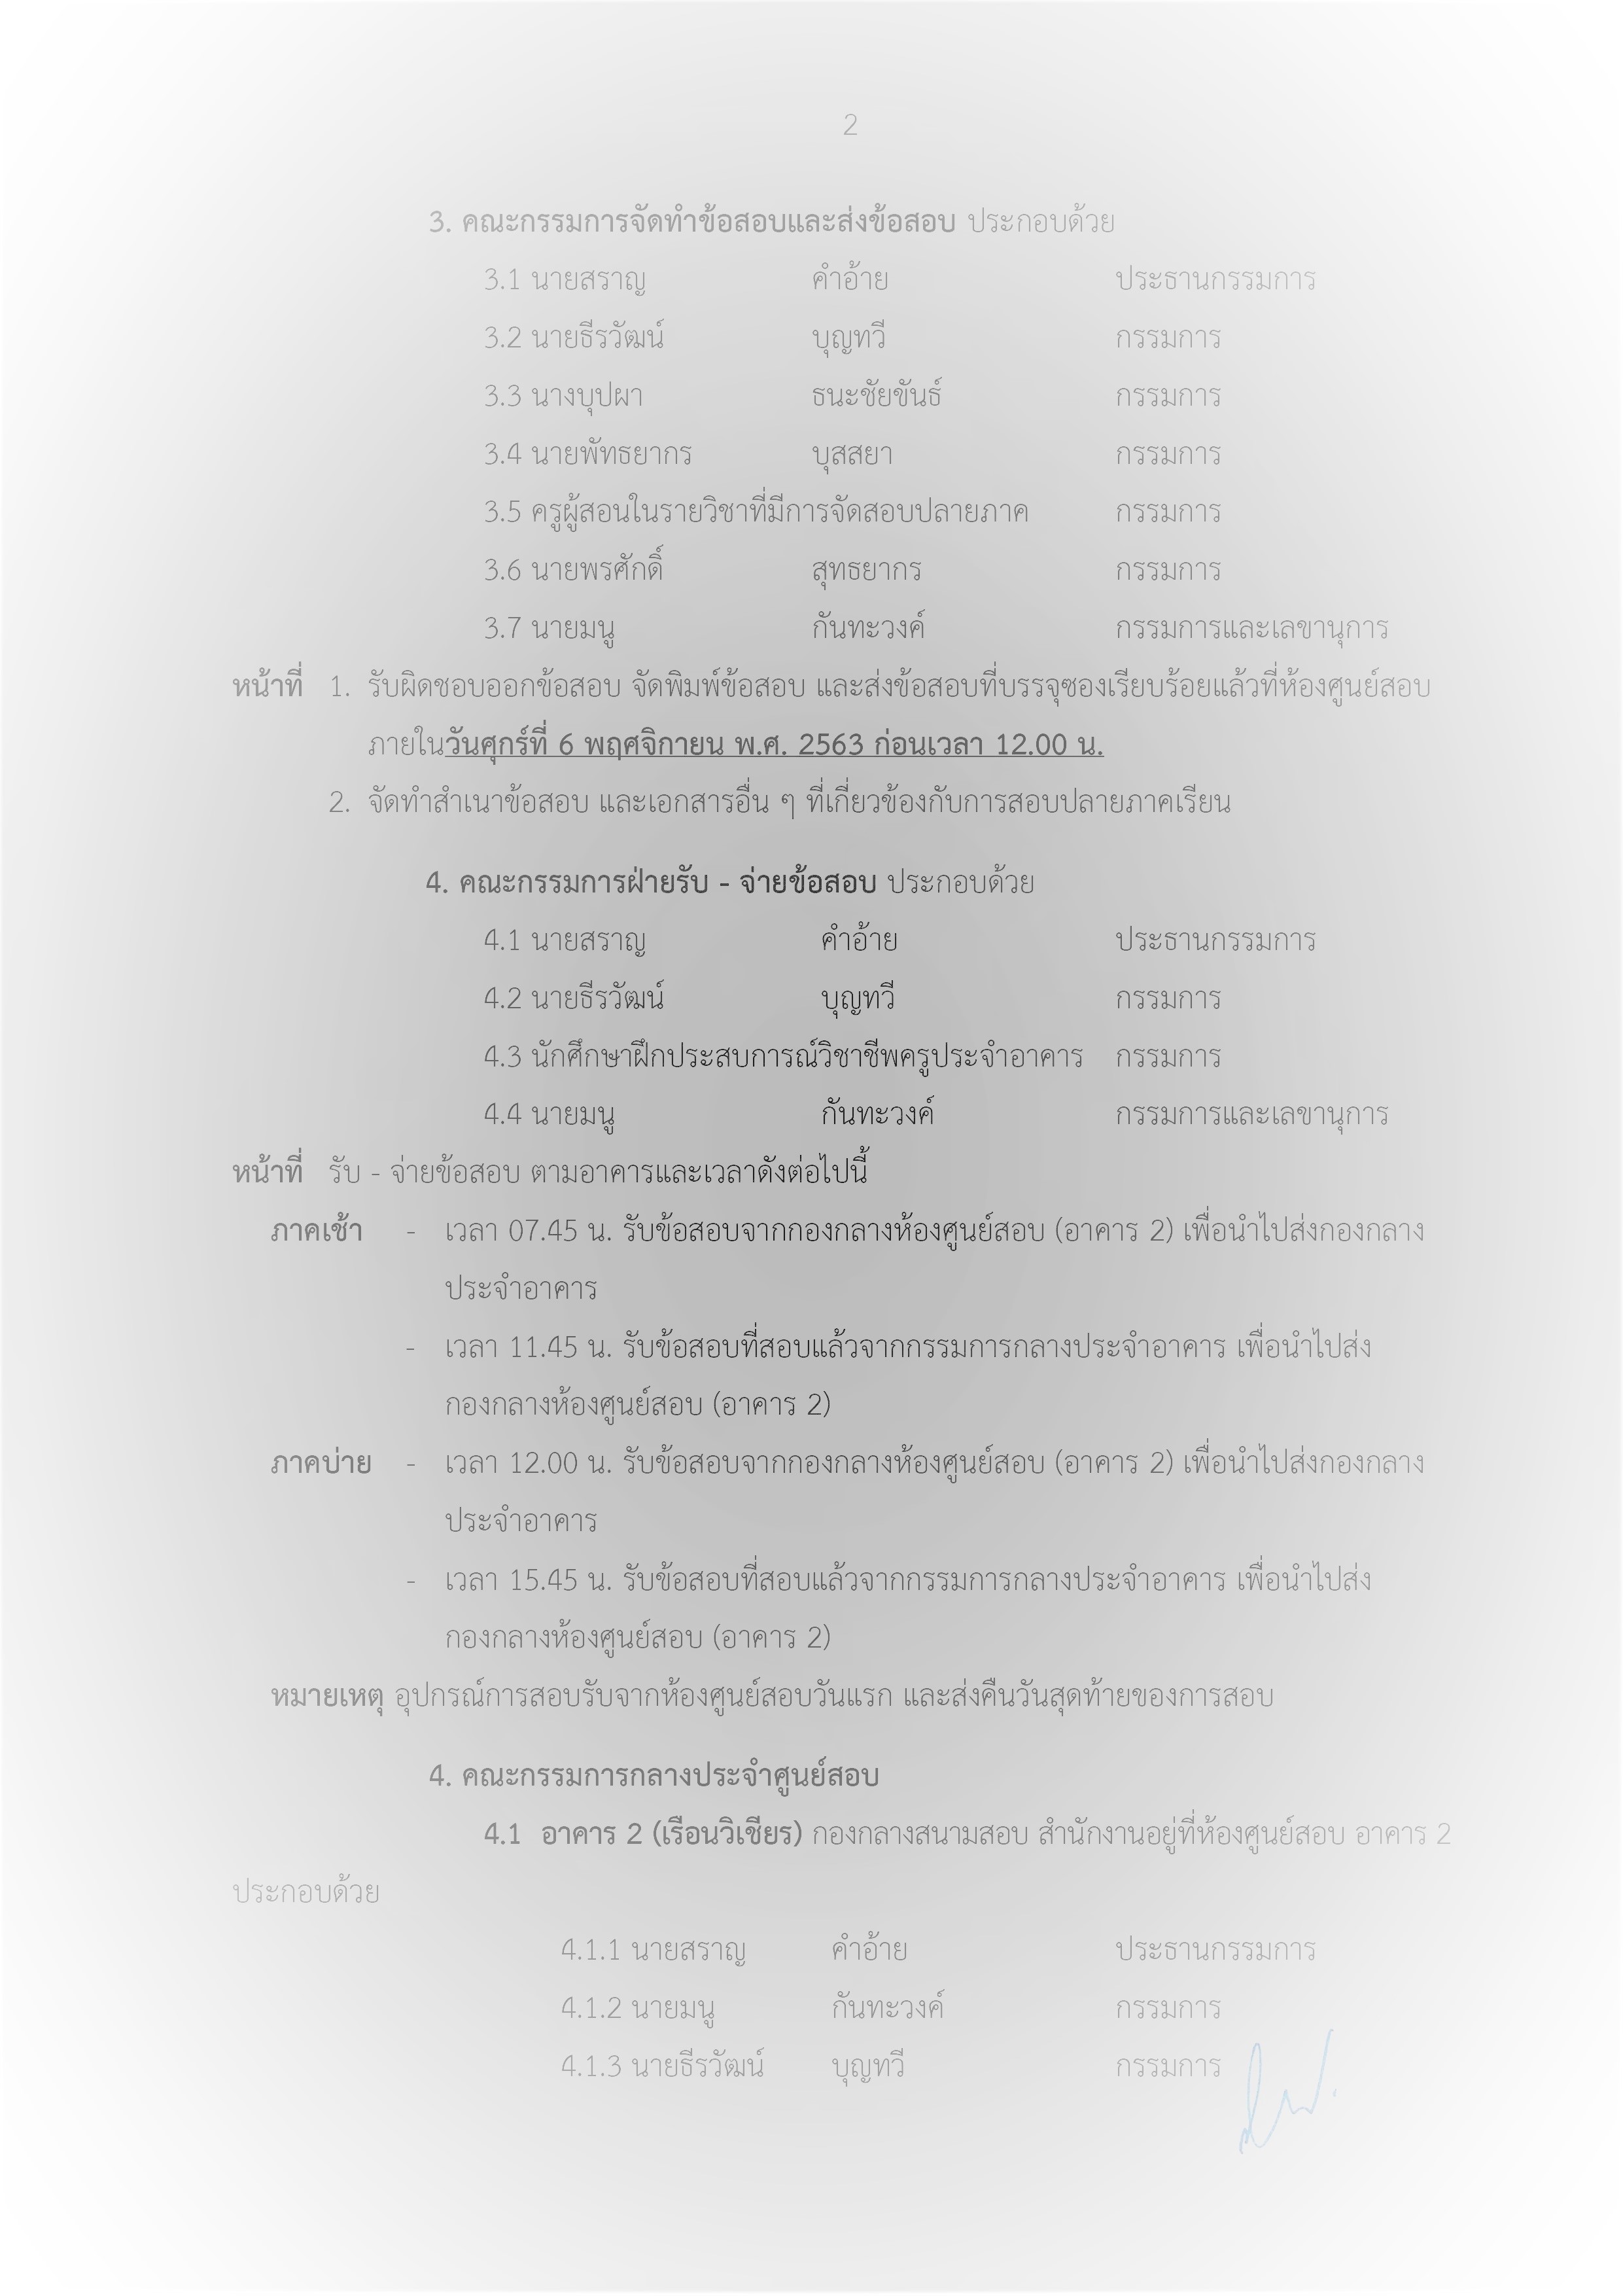 2
3. คณะกรรมการจัดทำข้อสอบและส่งข้อสอบ ประกอบด้วย
3.1 นายสราญ คำอ้าย ประธานกรรมการ
3.2 นายธีรวัฒน์ บุญทวี กรรมการ
3.3 นางบุปผา ธนะชัยขันธ์ กรรมการ
3.4 นายพัทธยากร บุสสยา กรรมการ
3.5 ครูผู้สอนในรายวิชาที่มีการจัดสอบปลายภาค กรรมการ
3.6 นายพรศักดิ์ สุทธยากร กรรมการ
3.7 นายมนู กันทะวงค์ กรรมการและเลขานุการ
หน้าที่ 1. รับผิดชอบออกข้อสอบ จัดพิมพ์ข้อสอบ และส่งข้อสอบที่บรรจุซองเรียบร้อยแล้วที่ห้องศูนย์สอบ
ภายในวันศุกร์ที่ 6 พฤศจิกายน พ.ศ. 2563 ก่อนเวลา 12.00 น.
2. จัดทำสำเนาข้อสอบ และเอกสารอื่น ๆ ที่เกี่ยวข้องกับการสอบปลายภาคเรียน
4. คณะกรรมการฝ่ายรับ - จ่ายข้อสอบ ประกอบด้วย
4.1 นายสราญ คำอ้าย ประธานกรรมการ
4.2 นายธีรวัฒน์ บุญทวี กรรมการ
4.3 นักศึกษาฝึกประสบการณ์วิชาชีพครูประจำอาคาร กรรมการ
4.4 นายมนู กันทะวงค์ กรรมการและเลขานุการ
หน้าที่ รับ - จ่ายข้อสอบ ตามอาคารและเวลาดังต่อไปนี้
ภาคเช้า - เวลา 07.45 น. รับข้อสอบจากกองกลางห้องศูนย์สอบ (อาคาร 2) เพื่อนำไปส่งกองกลาง
ประจำอาคาร
- เวลา 11.45 น. รับข้อสอบที่สอบแล้วจากกรรมการกลางประจำอาคาร เพื่อนำไปส่ง
กองกลางห้องศูนย์สอบ (อาคาร 2)
ภาคบ่าย - เวลา 12.00 น. รับข้อสอบจากกองกลางห้องศูนย์สอบ (อาคาร 2) เพื่อนำไปส่งกองกลาง
ประจำอาคาร
- เวลา 15.45 น. รับข้อสอบที่สอบแล้วจากกรรมการกลางประจำอาคาร เพื่อนำไปส่ง
กองกลางห้องศูนย์สอบ (อาคาร 2)
หมายเหตุ อุปกรณ์การสอบรับจากห้องศูนย์สอบวันแรก และส่งคืนวันสุดท้ายของการสอบ
4. คณะกรรมการกลางประจำศูนย์สอบ
4.1 อาคาร 2 (เรือนวิเชียร) กองกลางสนามสอบ สำนักงานอยู่ที่ห้องศูนย์สอบ อาคาร 2
ประกอบด้วย
4.1.1 นายสราญ คำอ้าย ประธานกรรมการ
4.1.2 นายมนู กันทะวงค์ กรรมการ
4.1.3 นายธีรวัฒน์ บุญทวี กรรมการ